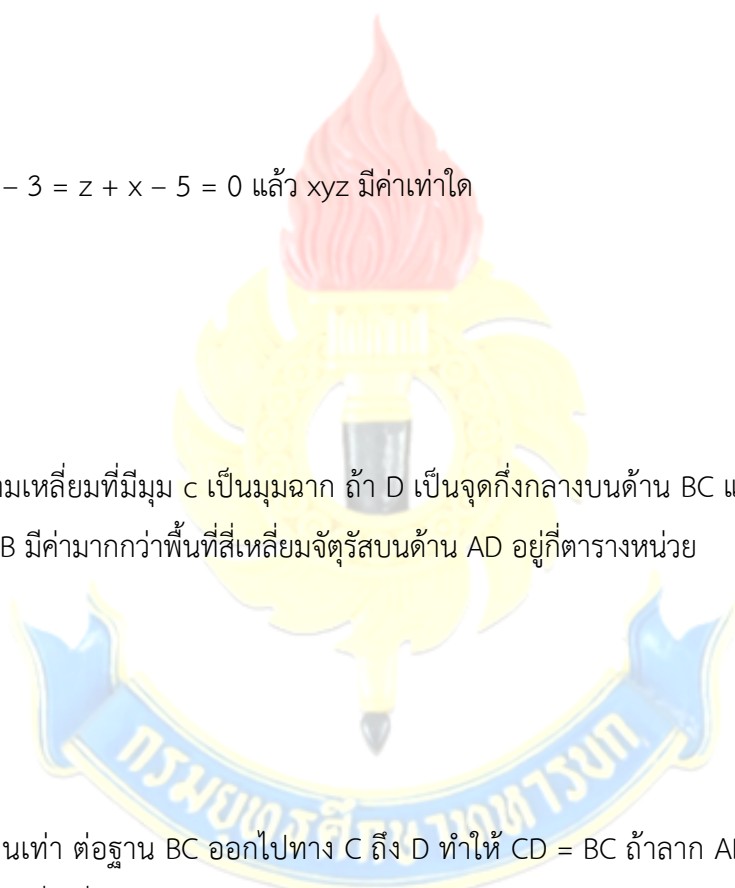 – 3 = z + x – 5 = 0 แล้ว xyz มีค่าเท่าใด
มเหลี่ยมที่มีมุม c เป็นมุมฉาก ถ้า D เป็นจุดกึ่งกลางบนด้าน BC
B มีค่ามากกว่าพื้นที่สี่เหลี่ยมจัตุรัสบนด้าน AD อยู่กี่ตารางหน่วย
กรมยุทธศึกษาทหารบก
นเท่า ต่อฐาน BC ออกไปทาง C ถึง D ทำให้ CD = BC ถ้าลาก